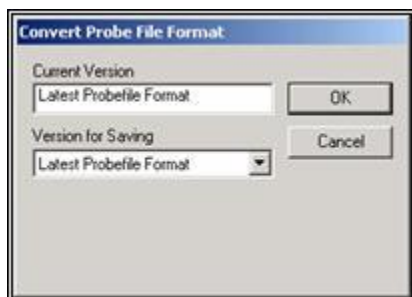 Convert Probe File Format
Current Version
Latest Probefile Format
OK
Version for Saving
Cancel
Latest Probefile Format